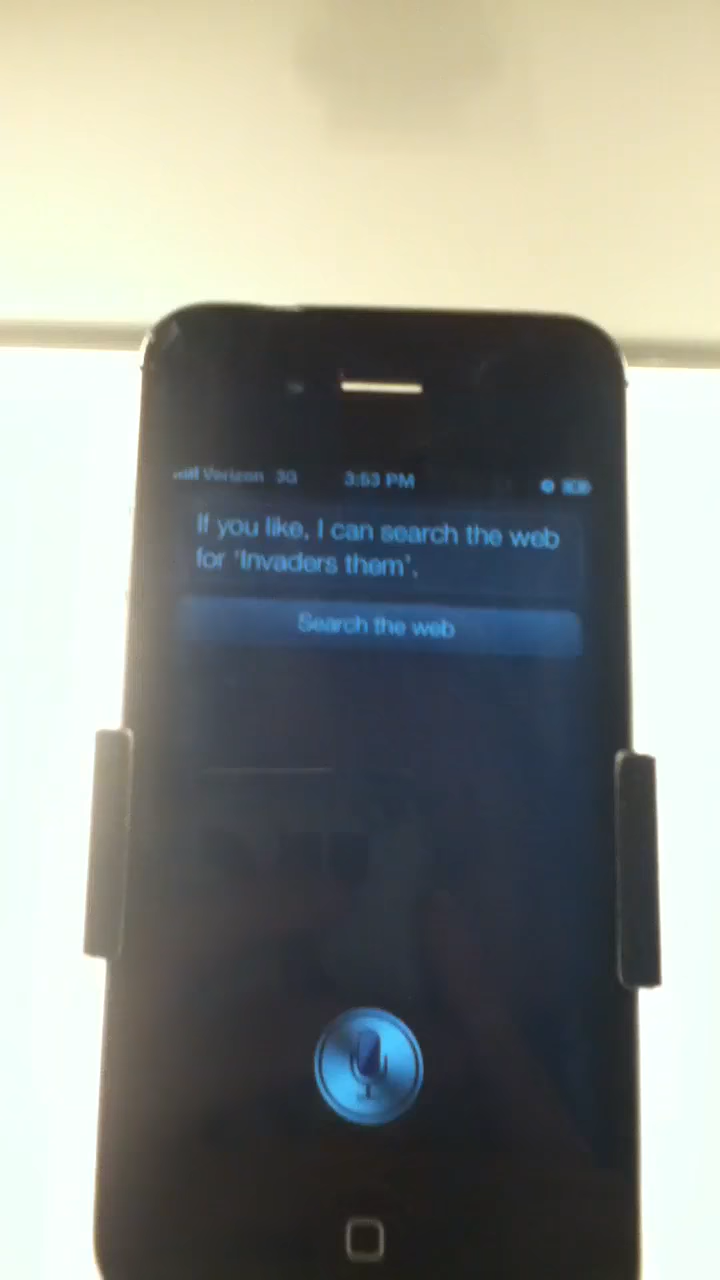 Verizon 3G 3:53 PM
If you like, I can search the web
for 'Invaders them'.
Search the web